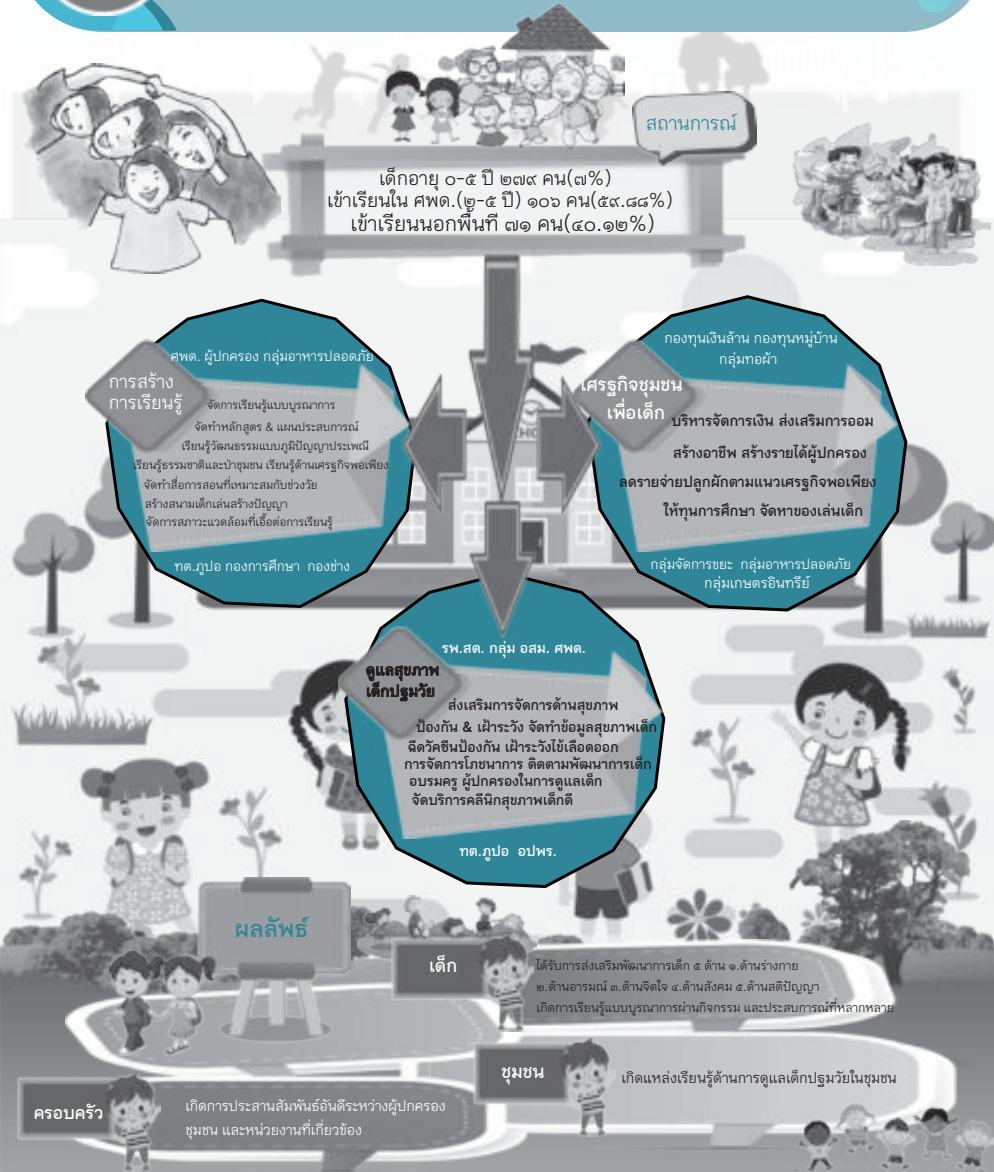 สถานการณ์
เด็กอายุ ๐-๕ ปี ๒๗๙ คน(๗%)
เข้าเรียนใน ศพด.(๒-๕ ปี) ๑๐๖ คน(๕๙.๘๘%)
เข้าเรียนนอกพื้นที่ ๗๑ คน(๔๐.๑๒%)
ศพด. ผู้ปกครอง กลุ่มอาหารปลอดภัย
การสร้าง
การเรียนรู้
จัดการเรียนรู้แบบบูรณาการ
จัดทำหลักสูตร & แผนประสบการณ์
เรียนรู้วัฒนธรรมแบบภูมิปัญญาประเพณี
เรียนรู้ธรรมชาติและป่าชุมชน เรียนรู้ด้านเศรฐกิจพอเพียง
จัดทำสื่อการสอนที่เหมาะสมกับช่วงวัย
สร้างสนามเด็กเล่นสร้างปัญญา
จัดการสภาวะแวดล้อมที่เอื้อต่อการเรียนรู้
ทต.ภูปอ กองการศึกษา กองช่าง
กองทุนเงินล้าน กองทุนหมู่บ้าน
กลุ่มทอผ้า
เศรฐกิจชุมชน
เพื่อเด็ก
บริหารจัดการเงิน ส่งเสริมการออม
สร้างอาชีพ สร้างรายได้ผู้ปกครอง
ลดรายจ่ายปลูกผักตามแนวเศรฐกิจพอเพียง
ให้ทุนการศึกษา จัดหาของเล่นเด็ก
กลุ่มจัดการขยะ กลุ่มอาหารปลอดภัย
กลุ่มเกษตรอินทรีย์
รพ.สต. กลุ่ม อสม. ศพด.
ดูแลสุขภาพ
เด็กปฐมวัย
ส่งเสริมการจัดการด้านสุขภาพ
ป้องกัน & เฝ้าระวัง จัดทำข้อมูลสุขภาพเด็ก
ฉีดวัคซีนป้องกัน เฝ้าระวังไข้เลือดออก
การจัดการโภชนาการ ติดตามพัฒนาการเด็ก
อบรมครู ผู้ปกครองในการดูแลเด็ก
จัดบริการคลีนิกสุขภาพเด็กดี
ทต.ภูปอ อปพร.
ผลลัพธ์
เด็ก
ได้รับการส่งเสริมพัฒนาการเด็ก ๕ ด้าน ๑.ด้านร่างกาย
๒.ด้านอารมณ์ ๓.ด้านจิตใจ ๔.ด้านสังคม ๕.ด้านสติปัญญา
เกิดการเรียนรู้แบบบูรณาการผ่านกิจกรรม และประสบการณ์ที่หลากหลาย
ชุมชน
เกิดแหล่งเรียนรู้ด้านการดูแลเด็กปฐมวัยในชุมชน
ครอบครัว
เกิดการประสานสัมพันธ์อันดีระหว่างผู้ปกครอง
ชุมชน และหน่วยงานที่เกี่ยวข้อง